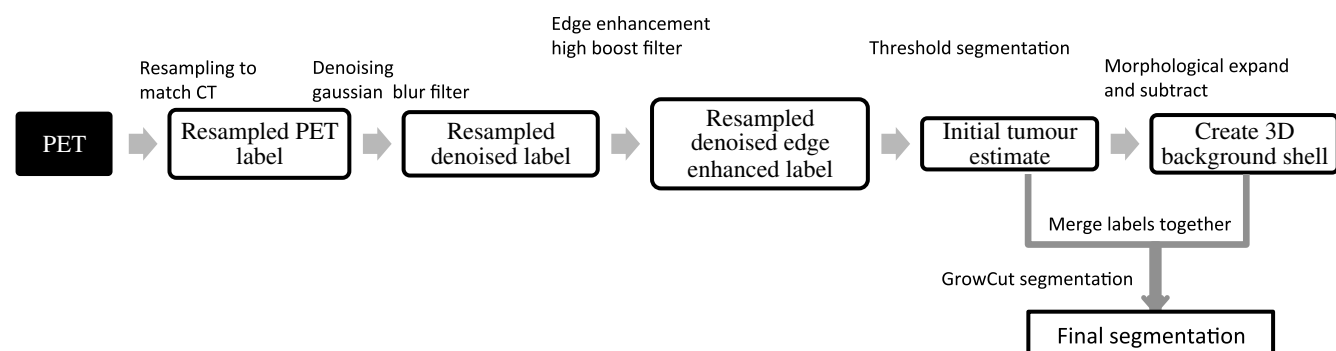 Edge enhancement
high boost filter
Threshold segmentation
Resampling to
match CT
Denoising
gaussian blur filter
Morphological expand
and subtract
PET
Resampled PET
label
Resampled
denoised label
Resampled
denoised edge
enhanced label
Initial tumour
estimate
Create 3D
background shell
Merge labels together
GrowCut segmentation
Final segmentation